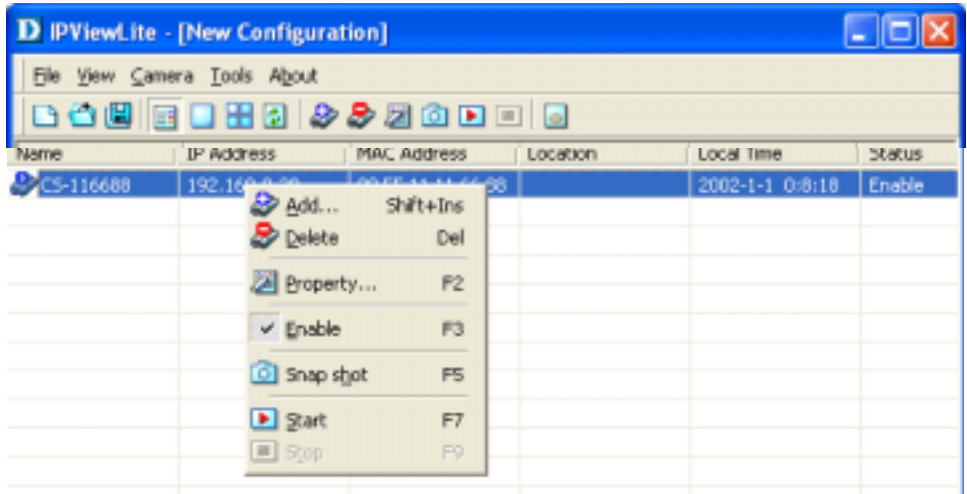 D IPViewLite - [New Configuration]
File View Camera Tools About
Name IP Address MAC Address Location Local Time Status
CS-116688 2002-1-1 0:8:18 Enable
Add... Shift+Ins
Delete Del
Property... F2
Enable F3
Snap shot F5
Start F7
Stop F9